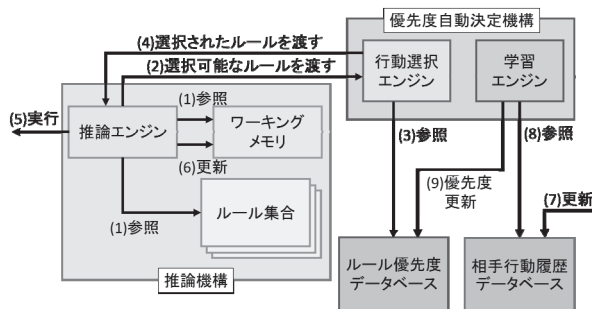 優先度自動決定機構
(4)選択されたルールを渡す
(2)選択可能なルールを渡す
行動選択
エンジン
学習
エンジン
(1)参照
(5)実行
推論エンジン
ワーキング
メモリ
(3)参照
(8)参照
(6)更新
(9)優先度
更新
ルール集合
(1)参照
(7)更新
推論機構
ルール優先度
データベース
相手行動履歴
データベース